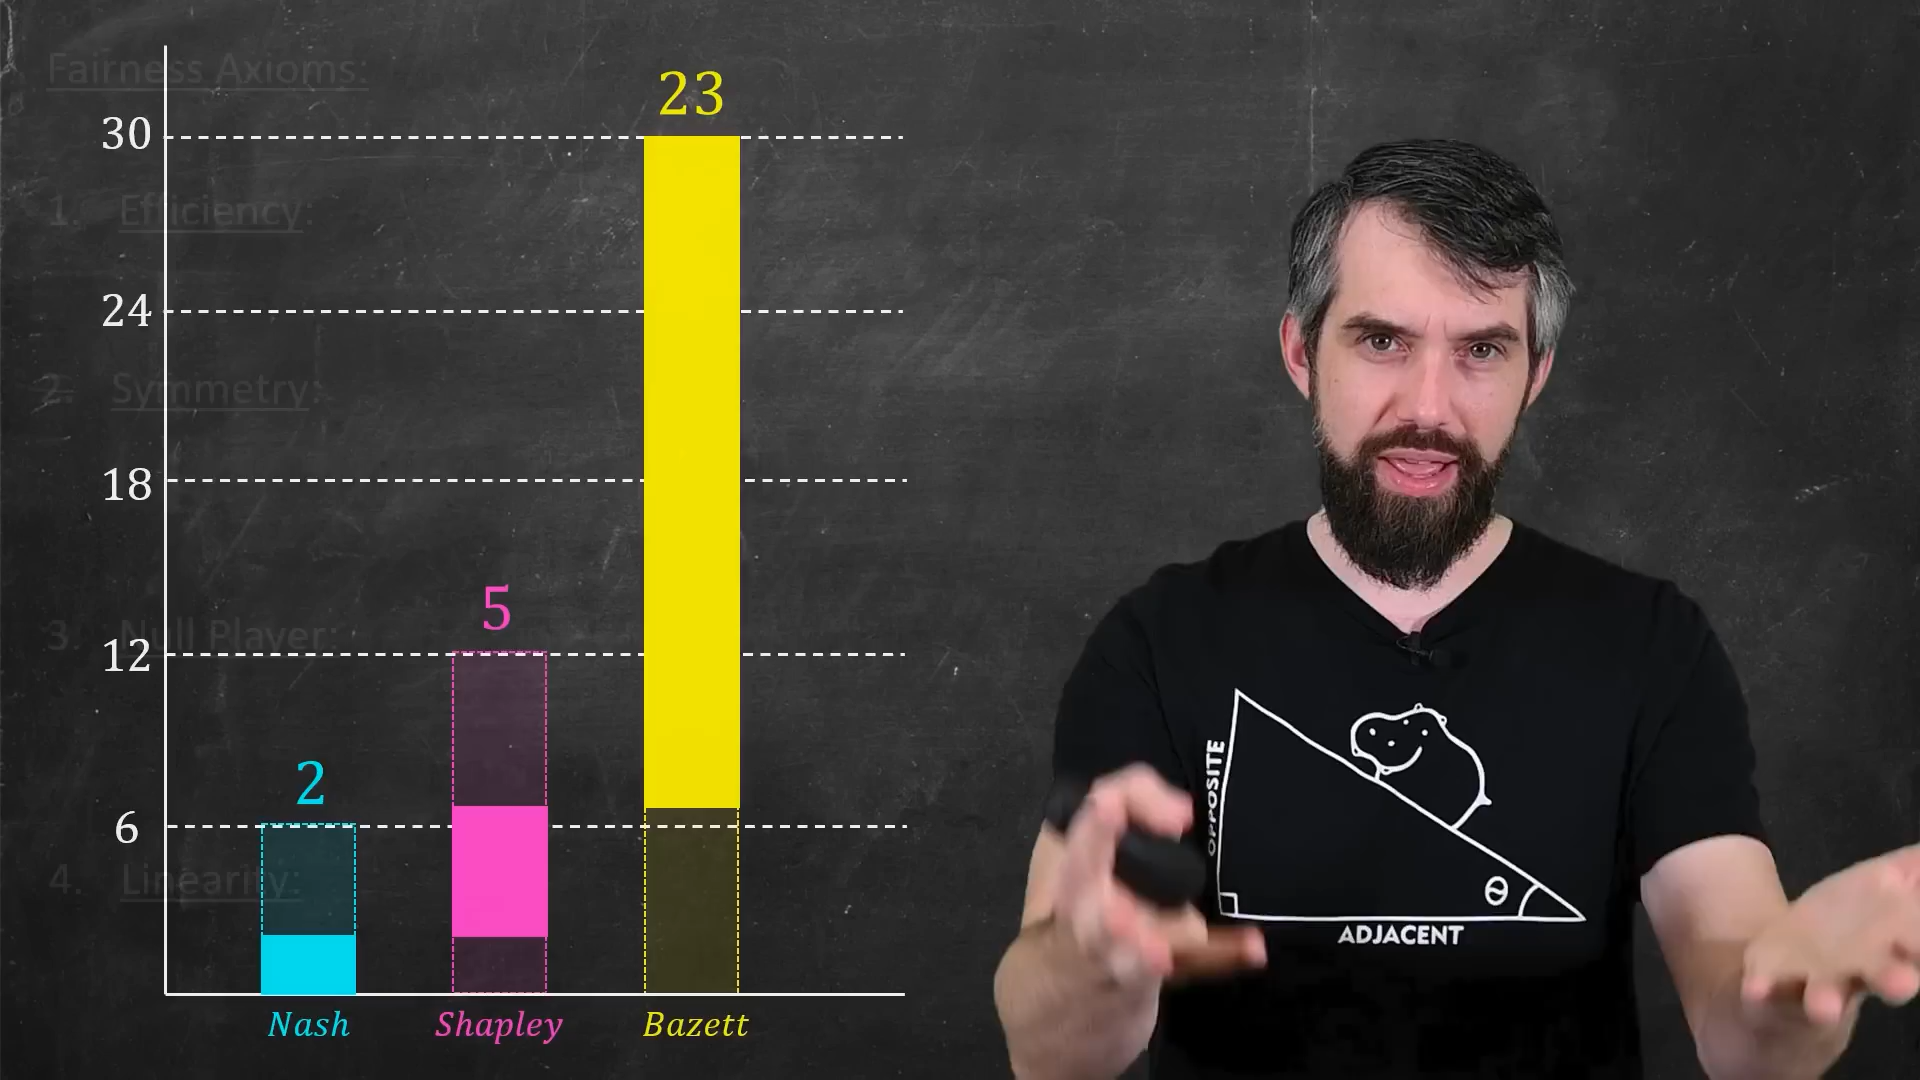 Fairness Axioms:
23
30
1. Efficiency:
24
2. Symmetry:
18
5
3. Null Player:
12
2
6
4. Linearity:
Nash
Shapley
Bazett
OPPOSITE
θ
ADJACENT